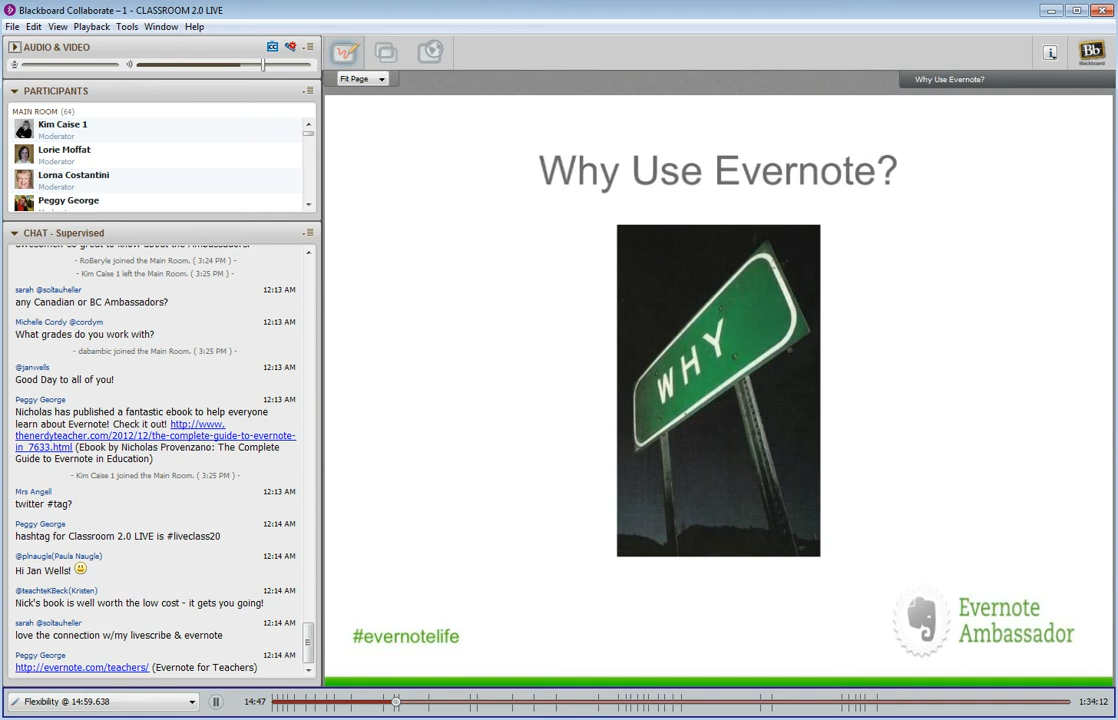 Blackboard Collaborate – 1 - CLASSROOM 2.0 LIVE
File Edit View Playback Tools Window Help
AUDIO & VIDEO
PARTICIPANTS
MAIN ROOM (64)
Kim Caise 1
Moderator
Lorie Moffat
Moderator
Lorna Costantini
Moderator
Peggy George
CHAT - Supervised
- RoBeryle joined the Main Room. ( 3:24 PM ) -
- Kim Caise 1 left the Main Room. ( 3:25 PM ) -
sarah @soltauheller 12:13 AM
any Canadian or BC Ambassadors?
Michelle Cordy @cordym 12:13 AM
What grades do you work with?
- dabambic joined the Main Room. ( 3:25 PM ) -
@janwells 12:13 AM
Good Day to all of you!
Peggy George 12:13 AM
Nicholas has published a fantastic ebook to help everyone
learn about Evernote! Check it out! http://www.
thenerdyteacher.com/2012/12/the-complete-guide-to-evernote-
in_7633.html (Ebook by Nicholas Provenzano: The Complete
Guide to Evernote in Education)
- Kim Caise 1 joined the Main Room. ( 3:25 PM ) -
Mrs Angell 12:13 AM
twitter #tag?
Peggy George 12:14 AM
hashtag for Classroom 2.0 LIVE is #liveclass20
@plnaugle(Paula Naugle) 12:14 AM
Hi Jan Wells!
@teachteKBeck(Kristen) 12:14 AM
Nick's book is well worth the low cost - it gets you going!
sarah @soltauheller 12:14 AM
love the connection w/my livescribe & evernote
Peggy George 12:14 AM
http://evernote.com/teachers/ (Evernote for Teachers)
Flexibility @ 14:59.638
14:47
1:34:12
Fit Page
Why Use Evernote?
Bb
Blackboard
Why Use Evernote?
WHY
#evernotelife
Evernote
Ambassador